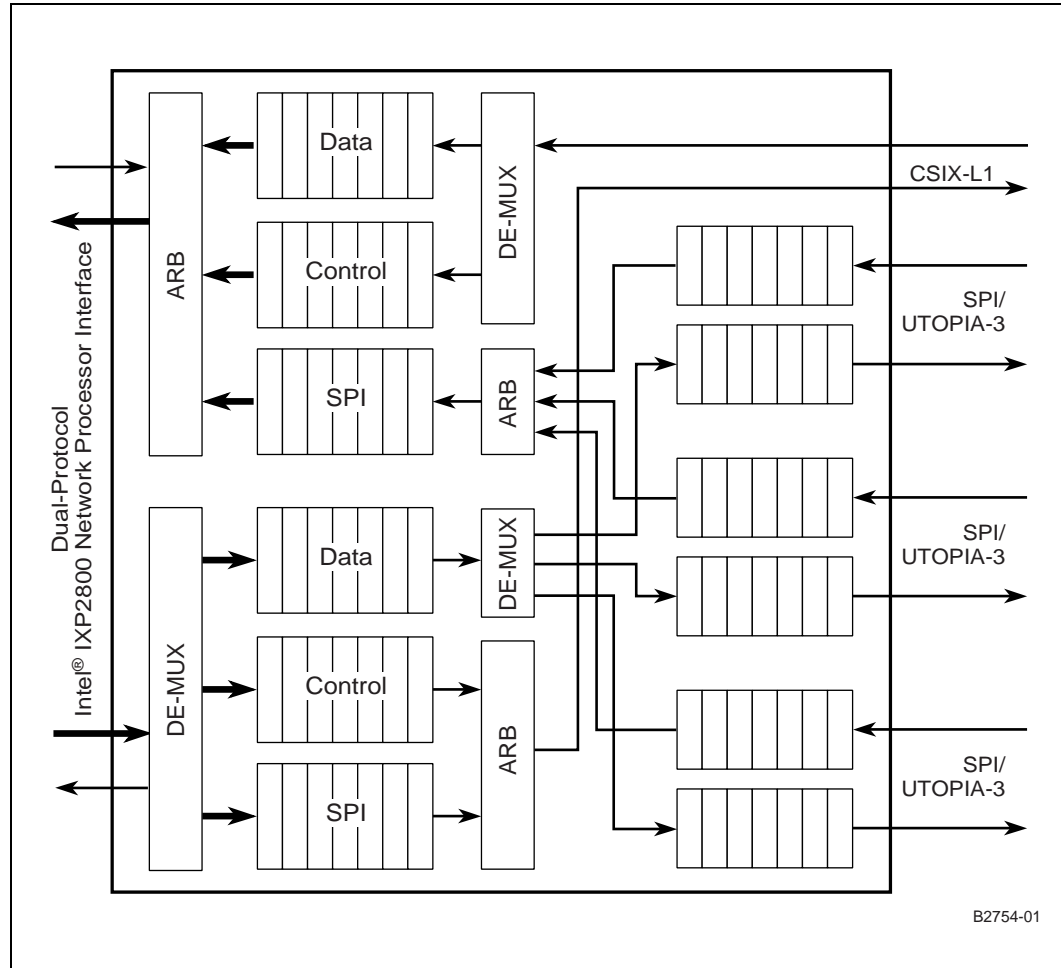 Data
DE-MUX
CSIX-L1
ARB
Control
SPI/
UTOPIA-3
SPI
ARB
Dual-Protocol
Intel® IXP2800 Network Processor Interface
Data
DE-MUX
SPI/
UTOPIA-3
DE-MUX
Control
ARB
SPI
SPI/
UTOPIA-3
B2754-01